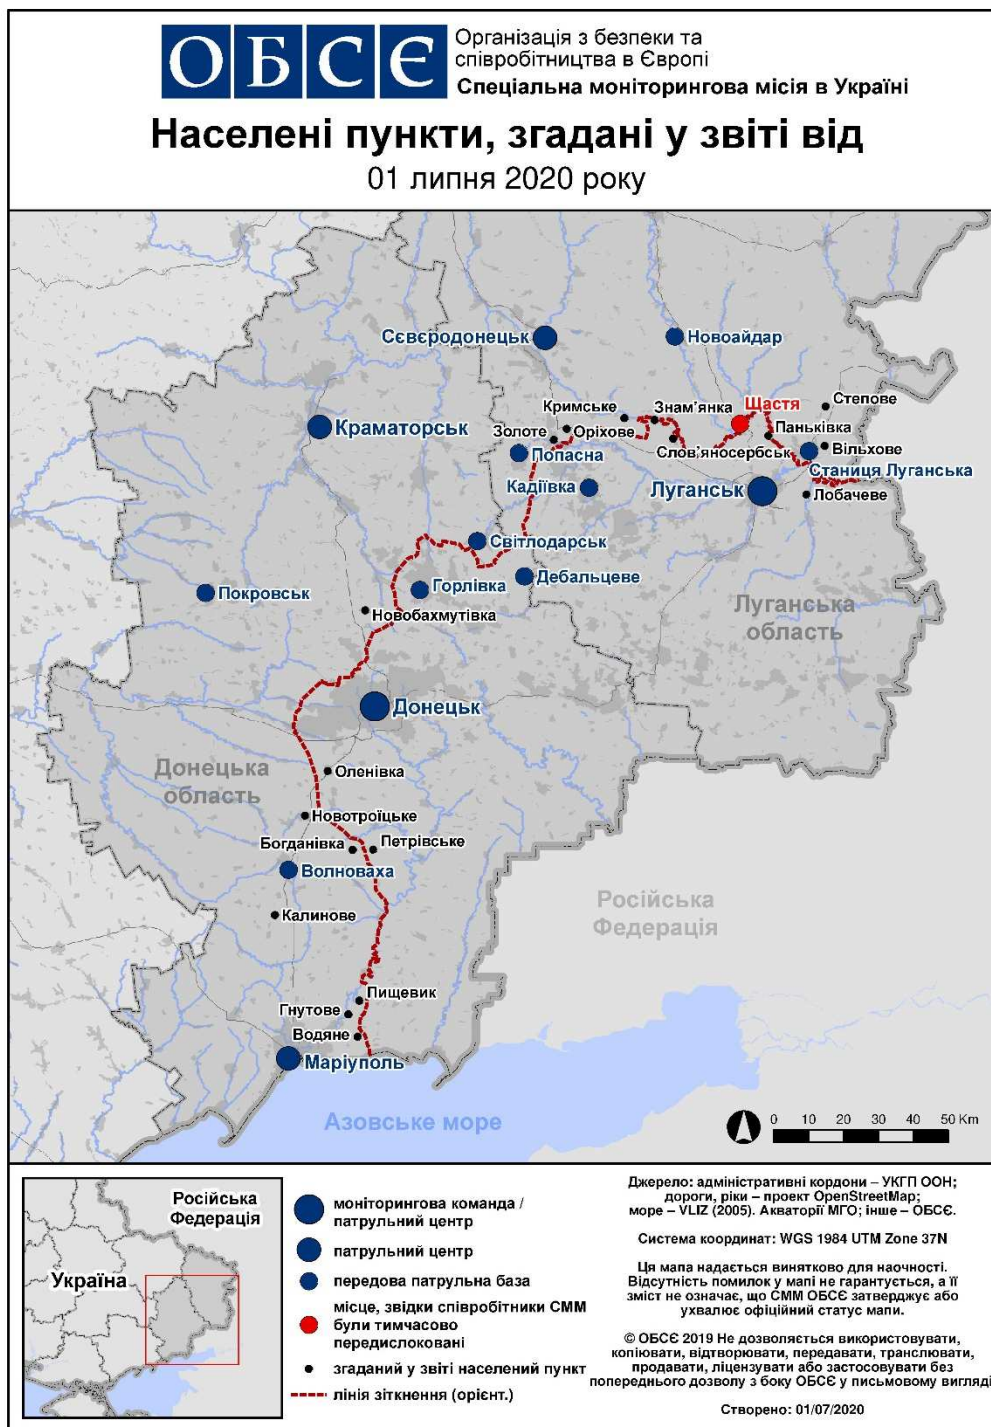 ОБСЄ
Організація з безпеки та
співробітництва в Європі
Спеціальна моніторингова місія в Україні
Населені пункти, згадані у звіті від
01 липня 2020 року
Сєвєродонецьк
Новоайдар
Щастя
Степове
Кримське
Знам'янка
Краматорськ
Золоте
Оріхове
Паньківка
Слов'яносербськ
Вільхове
Попасна
Станиця Луганська
Кадіївка
Луганськ
Лобачеве
Світлодарськ
Дебальцеве
Покровськ
Горлівка
Новобахмутівка
Луганська
область
Донецьк
Донецька
область
Оленівка
Новотроїцьке
Богданівка
Петрівське
Волноваха
Калинове
Російська
Федерація
Пищевик
Гнутове
Водяне
Маріуполь
Азовське море
0 10 20 30 40 50 Km
Російська
Федерація
Україна
моніторингова команда /
патрульний центр
патрульний центр
передова патрульна база
місце, звідки співробітники СММ
були тимчасово
передислоковані
згаданий у звіті населений пункт
лінія зіткнення (орієнт.)
Джерело: адміністративні кордони – УКГП ООН;
дороги, ріки – проект OpenStreetMap;
море – VLIZ (2005). Акваторії МГО; інше – ОБСЄ.
Система координат: WGS 1984 UTM Zone 37N
Ця мапа надається винятково для наочності.
Відсутність помилок у мапі не гарантується, а її
зміст не означає, що СММ ОБСЄ затверджує або
ухвалює офіційний статус мапи.
© ОБСЄ 2019 Не дозволяється використовувати,
копіювати, відтворювати, передавати, транслювати,
продавати, ліцензувати або застосовувати без
попереднього дозволу з боку ОБСЄ у письмовому вигляді
Створено: 01/07/2020